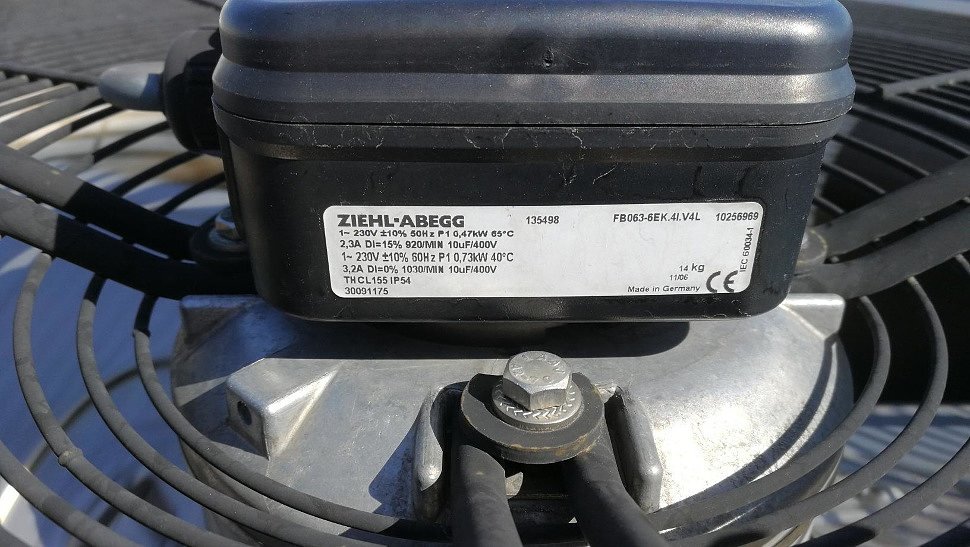 ZIEHL-ABEGG 135498 FB063-6EK.4I.V4L 10256969
1~ 230V ±10% 50Hz P1 0,47kW 65°C
2,3A DI=15% 920/MIN 10uF/400V
1~ 230V ±10% 60Hz P1 0,73kW 40°C
3,2A DI=0% 1030/MIN 10uF/400V
THCL155 IP54
30091175
14 kg
11/06
Made in Germany CE
IEC 60034-1